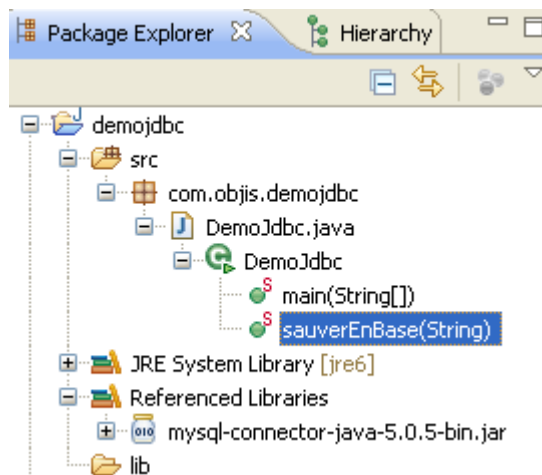 Package Explorer Hierarchy
demojdbc
src
com.objis.demojdbc
J DemoJdbc.java
C DemoJdbc
S main(String[])
S sauverEnBase(String)
JRE System Library [jre6]
Referenced Libraries
010 mysql-connector-java-5.0.5-bin.jar
lib